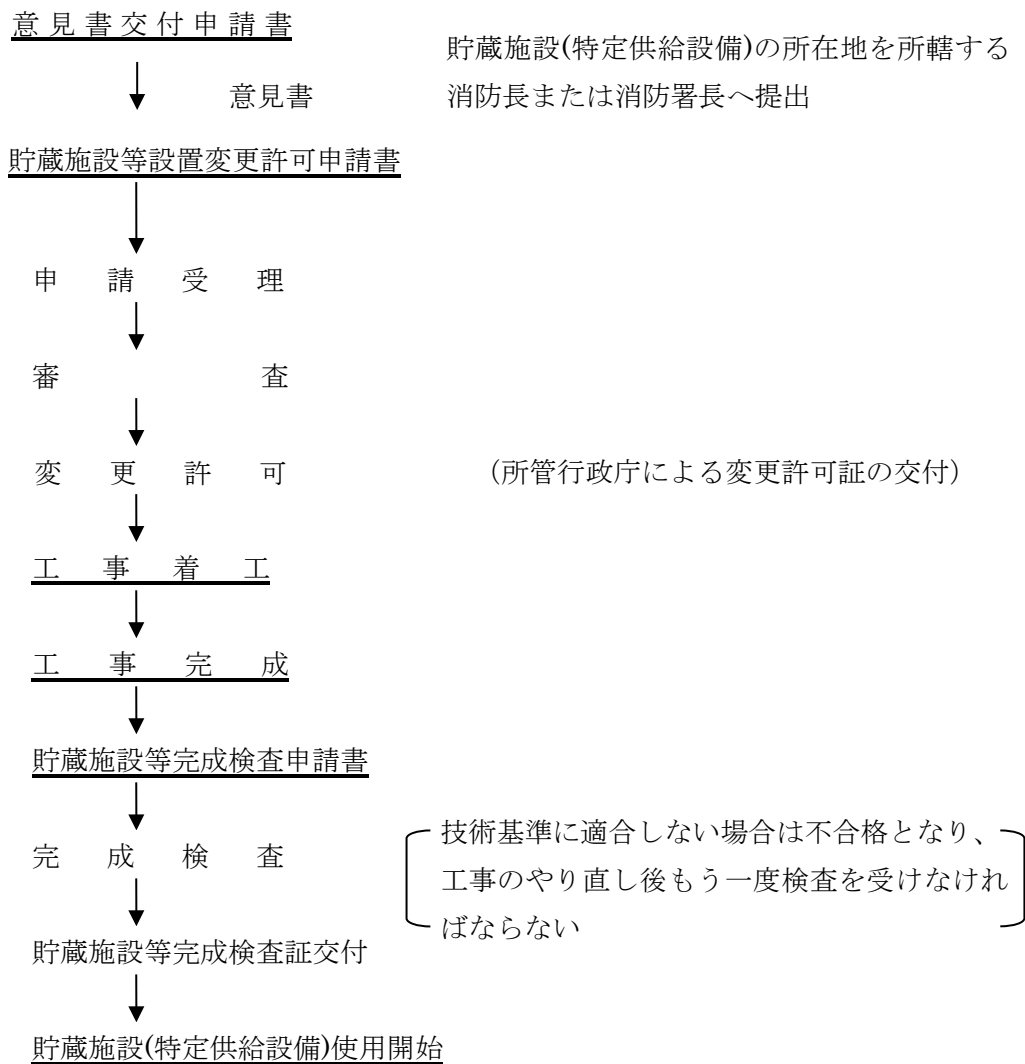 意見書交付申請書
貯蔵施設(特定供給設備)の所在地を所轄する
意見書
消防長または消防署長へ提出
貯蔵施設等設置変更許可申請書
申請受理
審査
変更許可
(所管行政庁による変更許可証の交付)
工事着工
工事完成
貯蔵施設等完成検査申請書
完成検査
技術基準に適合しない場合は不合格となり、
工事のやり直し後もう一度検査を受けなけれ
ばならない
貯蔵施設等完成検査証交付
貯蔵施設(特定供給設備)使用開始